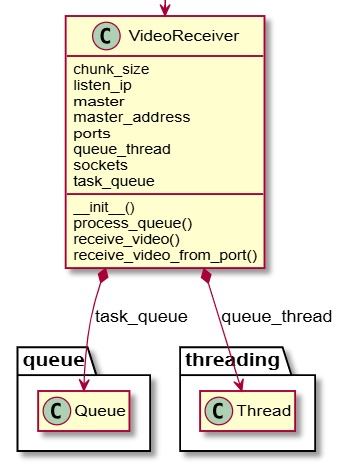 C VideoReceiver
chunk_size
listen_ip
master
master_address
ports
queue_thread
sockets
task_queue
__init__()
process_queue()
receive_video()
receive_video_from_port()
task_queue
queue_thread
queue
threading
C Queue
C Thread